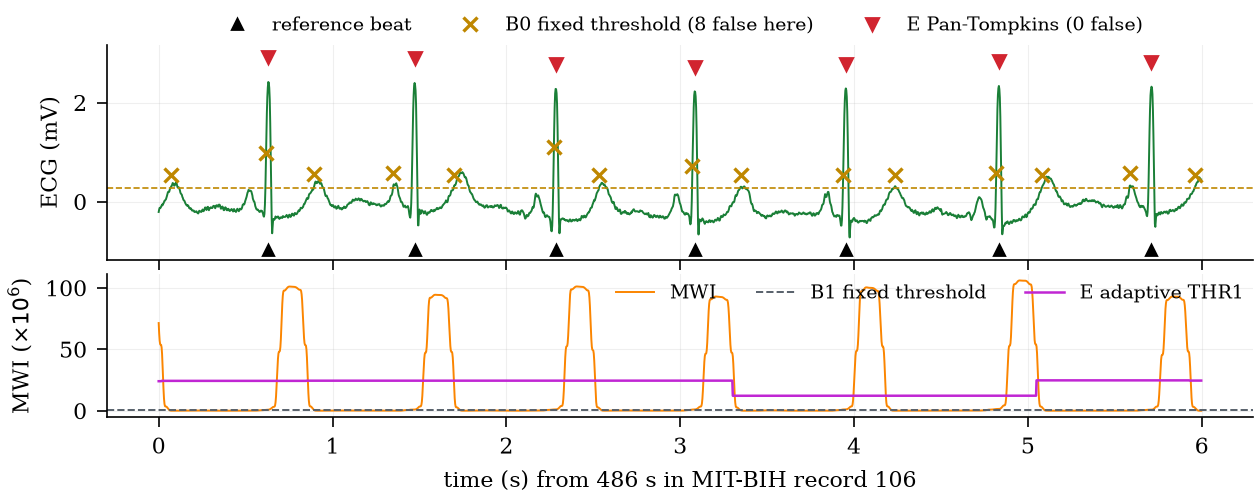 reference beat
B0 fixed threshold (8 false here)
E Pan-Tompkins (0 false)
ECG (mV)
2
0
MWI (×10⁶)
100
50
0
MWI
B1 fixed threshold
E adaptive THR1
0 1 2 3 4 5 6
time (s) from 486 s in MIT-BIH record 106